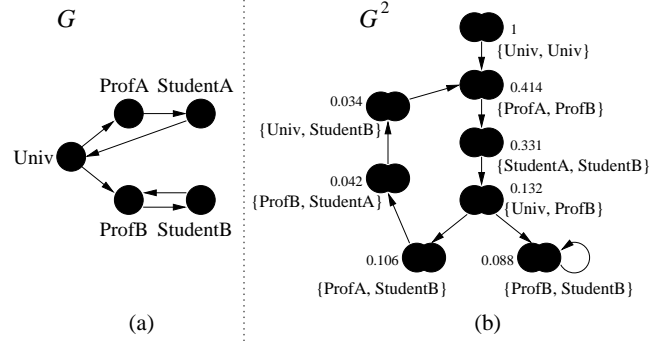 G
ProfA StudentA
Univ
ProfB StudentB
(a)
G²
1
{Univ, Univ}
0.414
{ProfA, ProfB}
0.034
{Univ, StudentB}
0.331
{StudentA, StudentB}
0.042
{ProfB, StudentA}
0.132
{Univ, ProfB}
0.106
{ProfA, StudentB}
0.088
{ProfB, StudentB}
(b)